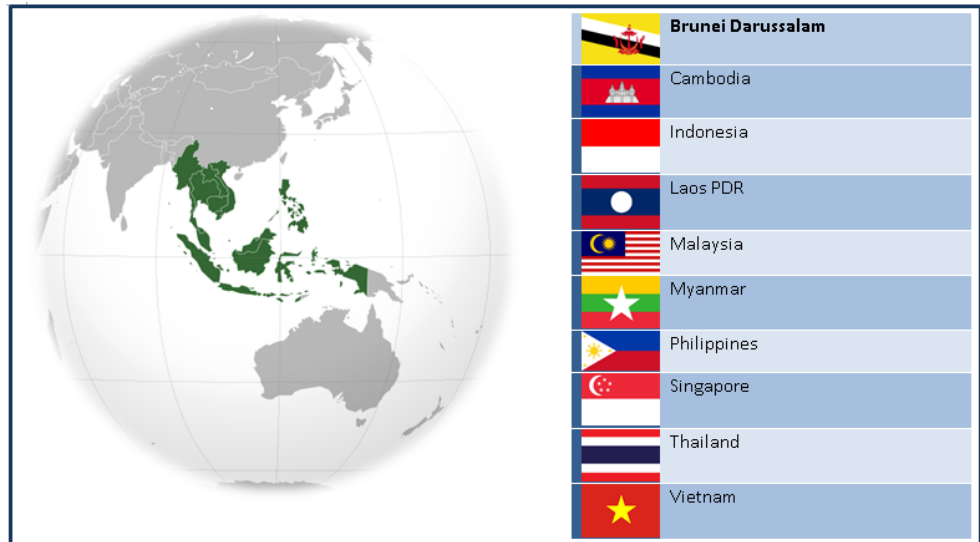 Brunei Darussalam
Cambodia
Indonesia
Laos PDR
Malaysia
Myanmar
Philippines
Singapore
Thailand
Vietnam